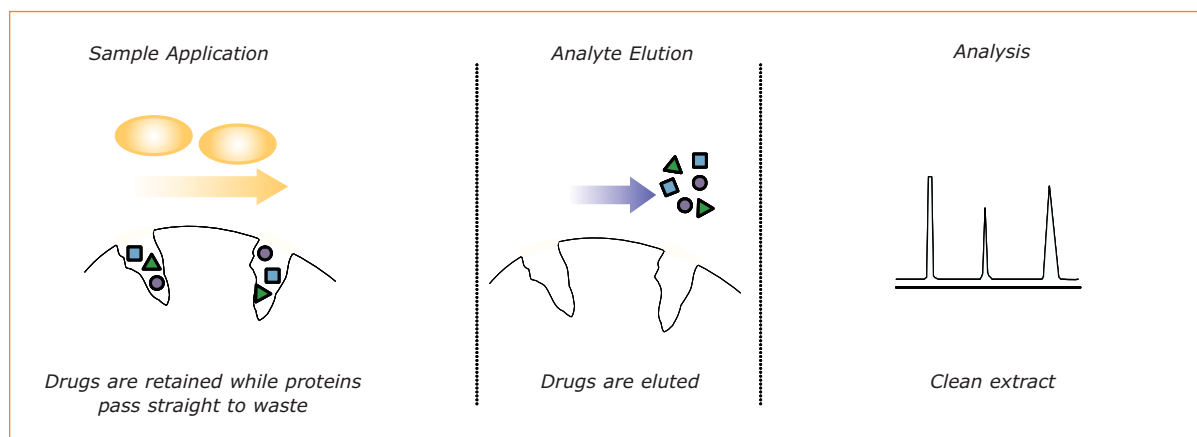 Sample Application
Analyte Elution
Analysis
Drugs are retained while proteins
pass straight to waste
Drugs are eluted
Clean extract